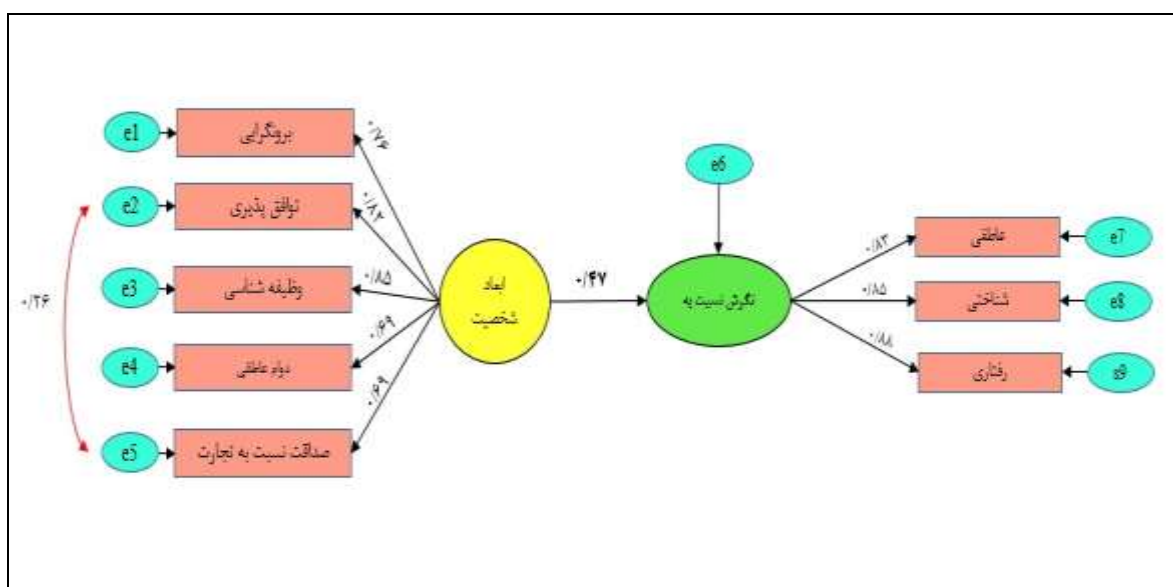 e1
برونگرایی
۰/۷۶
e2
توافق پذیری
۰/۸۲
e3
وظیفه شناسی
۰/۸۵
e4
دوام عاطفی
۰/۶۹
e5
صداقت نسبت به تجارت
۰/۶۹
۰/۲۶
ابعاد
شخصیت
۰/۴۷
e6
نگرش نسبت به
عاطفی
۰/۸۳
e7
شناختی
۰/۸۵
e8
رفتاری
۰/۸۸
s9